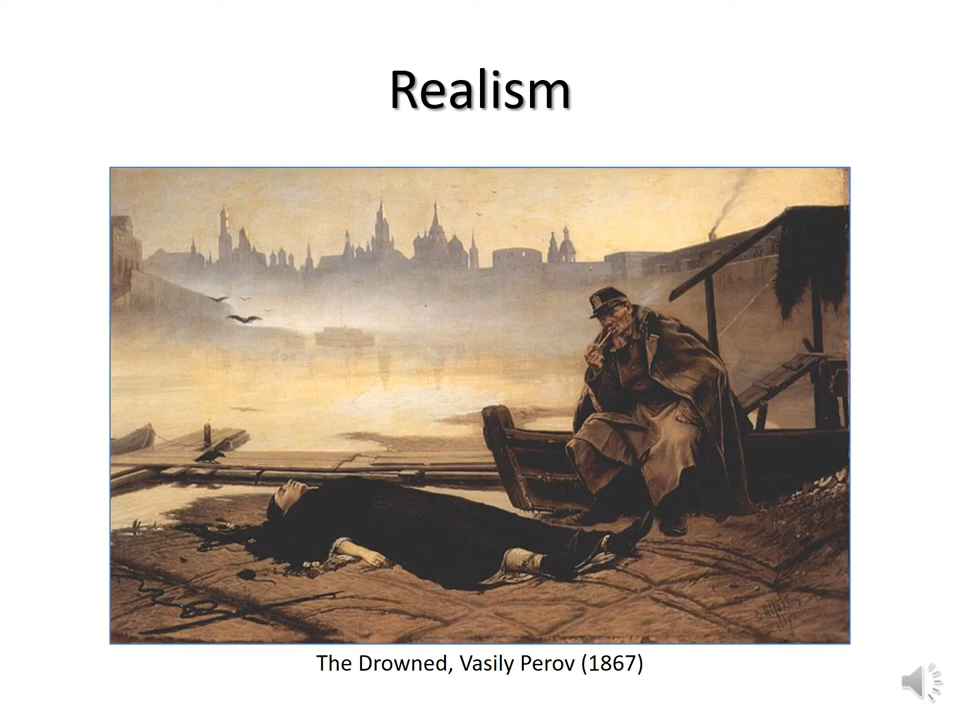 Realism
The Drowned, Vasily Perov (1867)